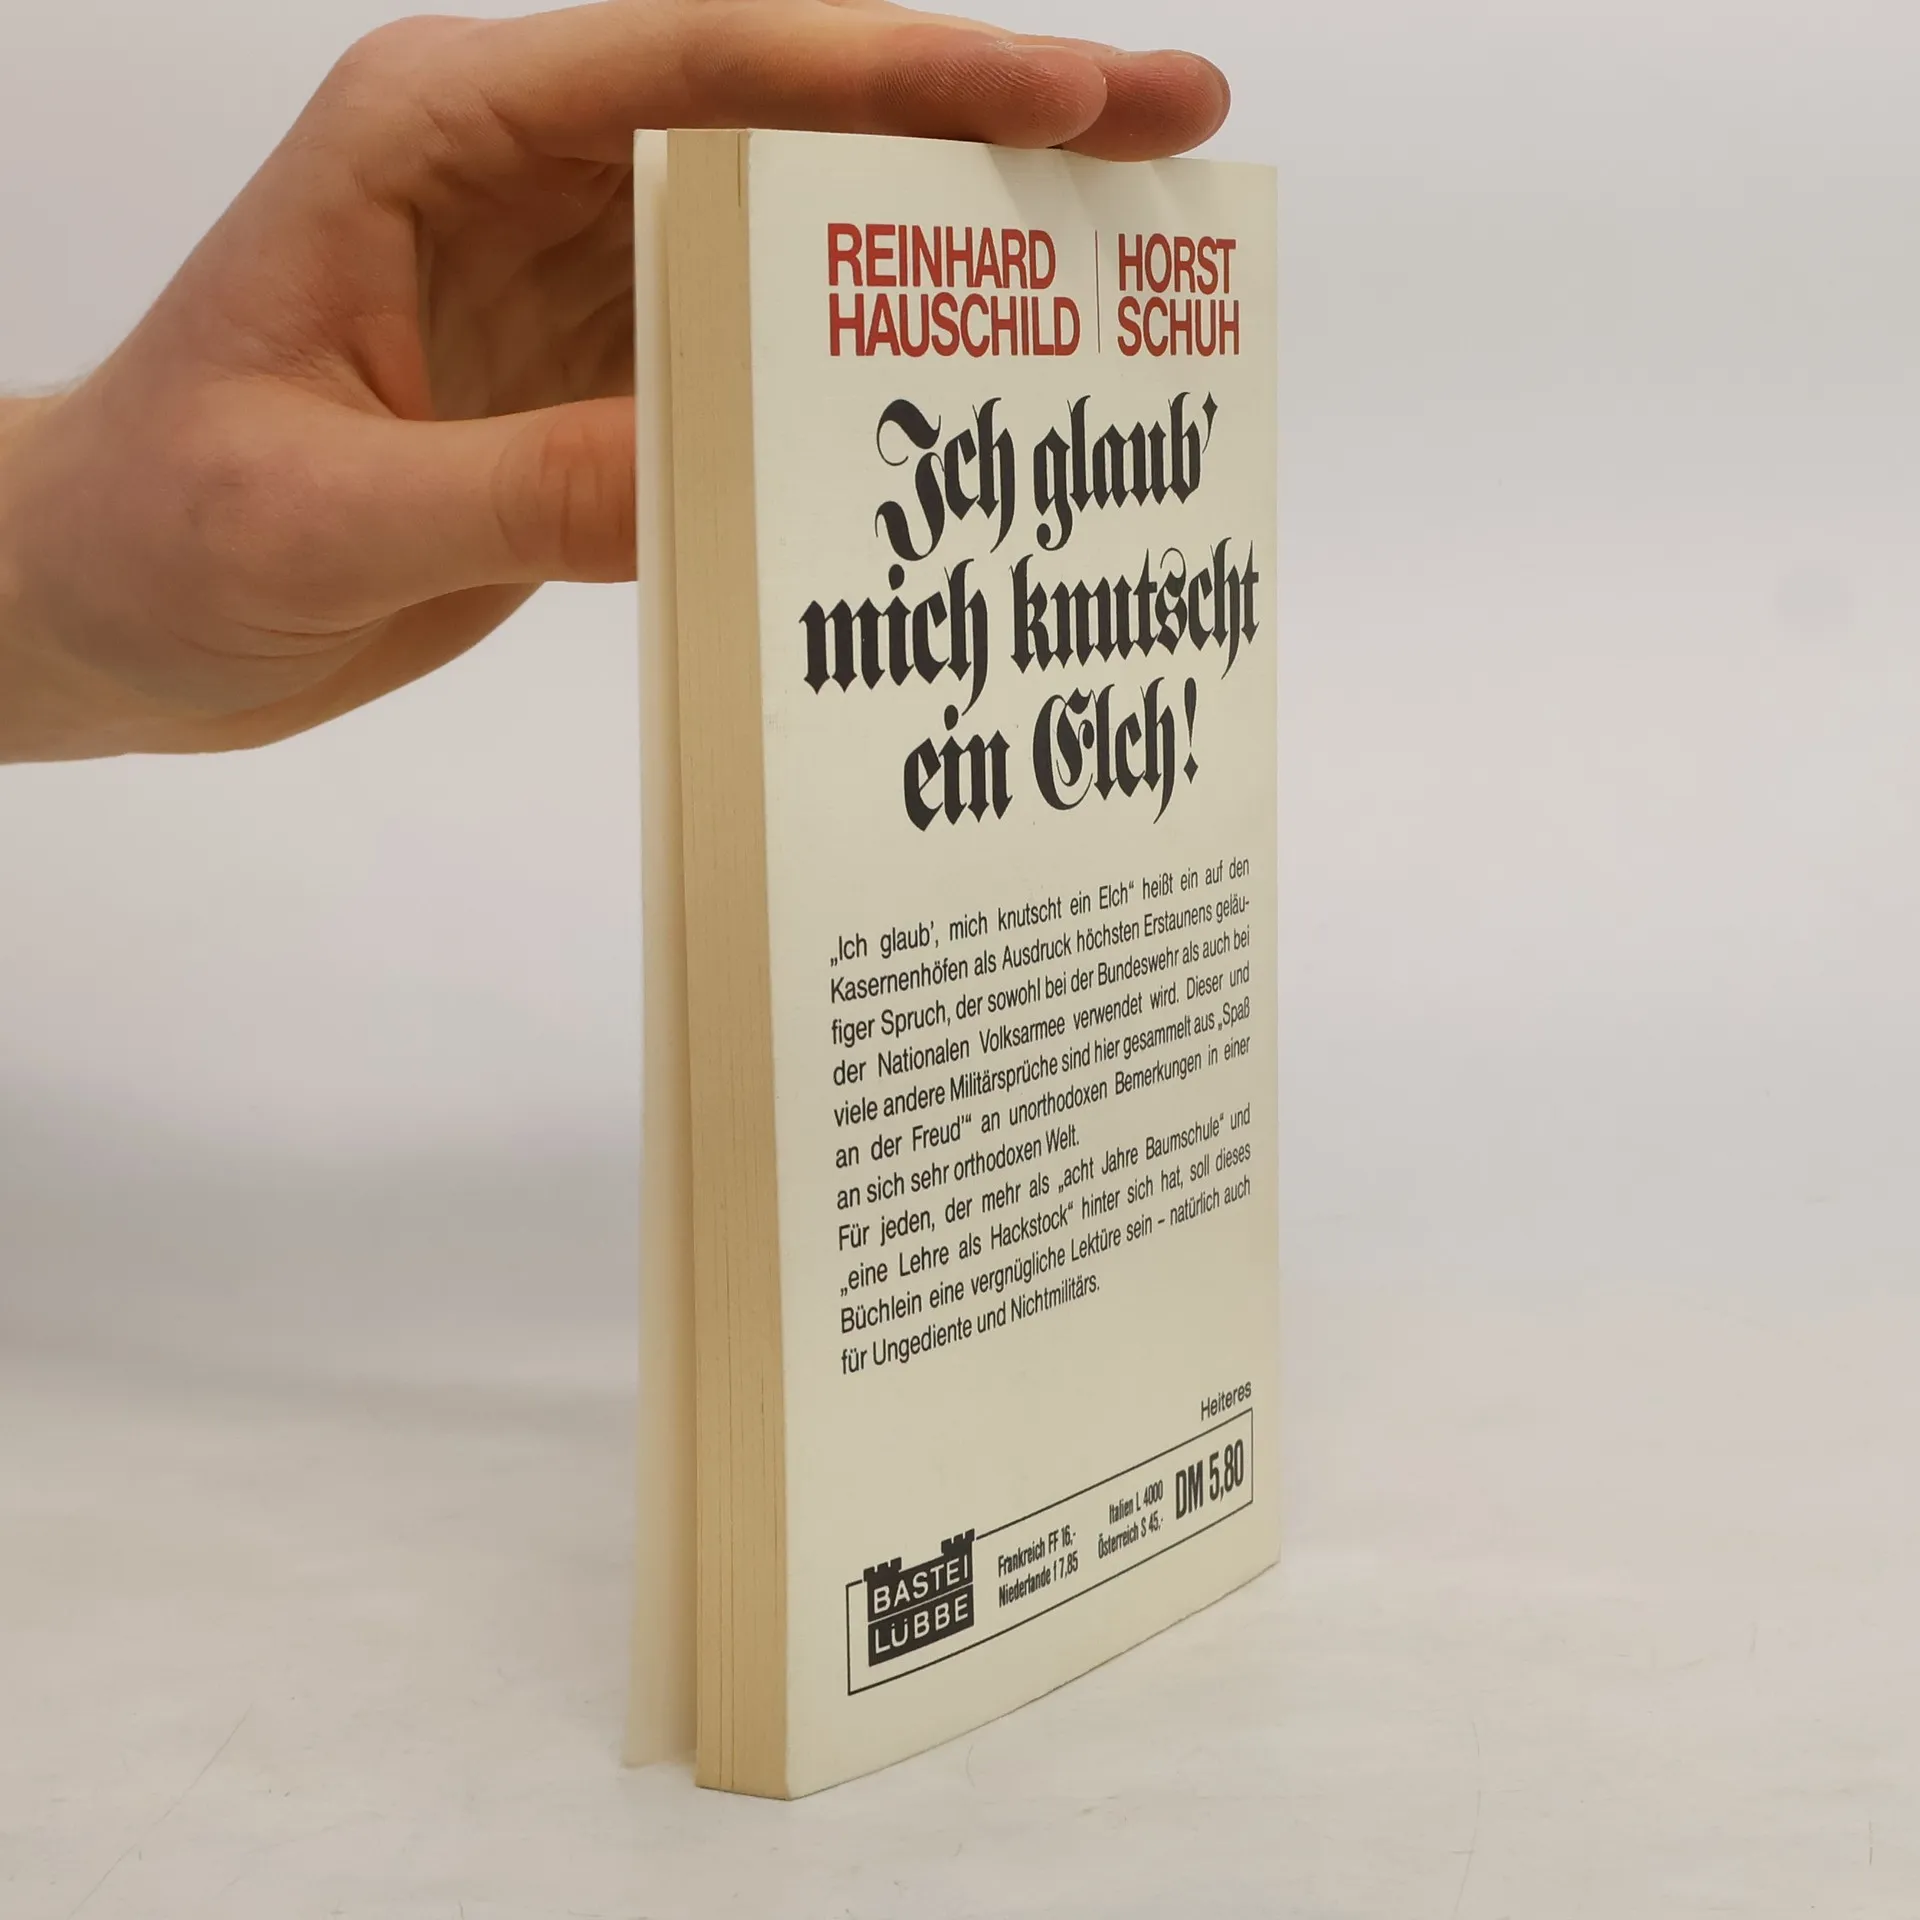 REINHARD
HAUSCHILD
HORST
SCHUH
Ich glaub'
mich knutscht
ein Elch!
„Ich glaub', mich knutscht ein Elch“ heißt ein auf den
Kasernenhöfen als Ausdruck höchsten Erstaunens geläu-
figer Spruch, der sowohl bei der Bundeswehr als auch bei
der Nationalen Volksarmee verwendet wird. Dieser und
viele andere Militärsprüche sind hier gesammelt aus „Spaß
an der Freud'“ an unorthodoxen Bemerkungen in einer
an sich sehr orthodoxen Welt.
Für jeden, der mehr als „acht Jahre Baumschule“ und
„eine Lehre als Hackstock“ hinter sich hat, soll dieses
Büchlein eine vergnügliche Lektüre sein – natürlich auch
für Ungediente und Nichtmilitärs.
Heiteres
BASTEI
LÜBBE
Frankreich FF 16,-
Niederlande f 7,85
Italien L 4000
Österreich S 45,-
DM 5,80